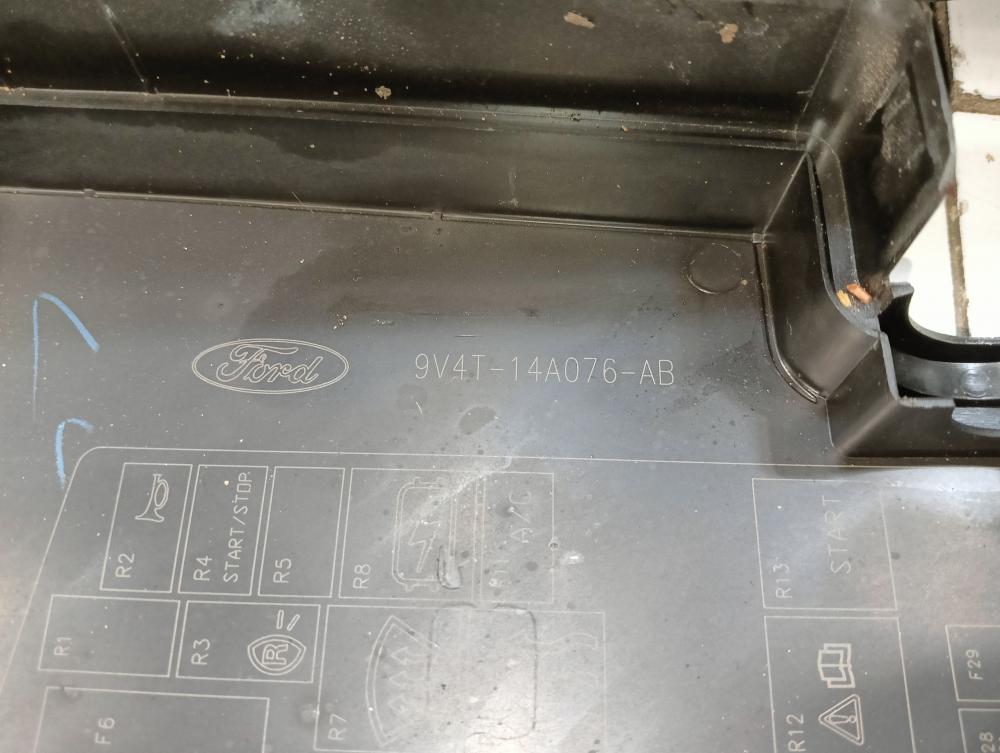 Ford
9V4T-14A076-AB
R2
R4
START/STOP
R5
R8
A/C
R13
START
R1
R3
R
R7
R12
F29
F6